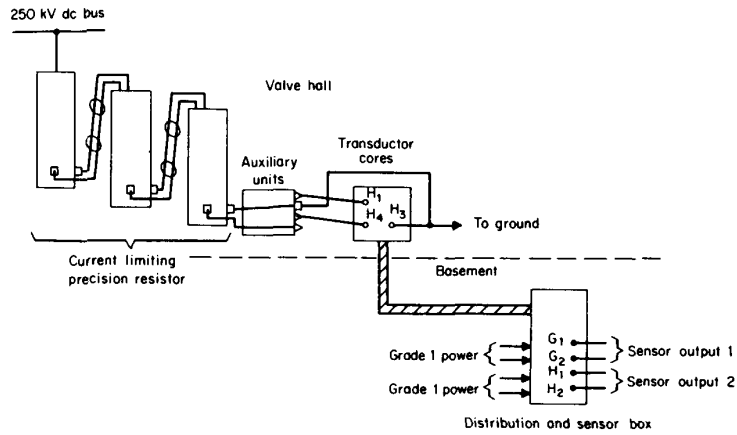 250 kV dc bus
Valve hall
Transductor
cores
Auxiliary
units
H1
H4
H3
To ground
Current limiting
precision resistor
Basement
Grade 1 power
Grade 1 power
G1
G2
H1
H2
Sensor output 1
Sensor output 2
Distribution and sensor box